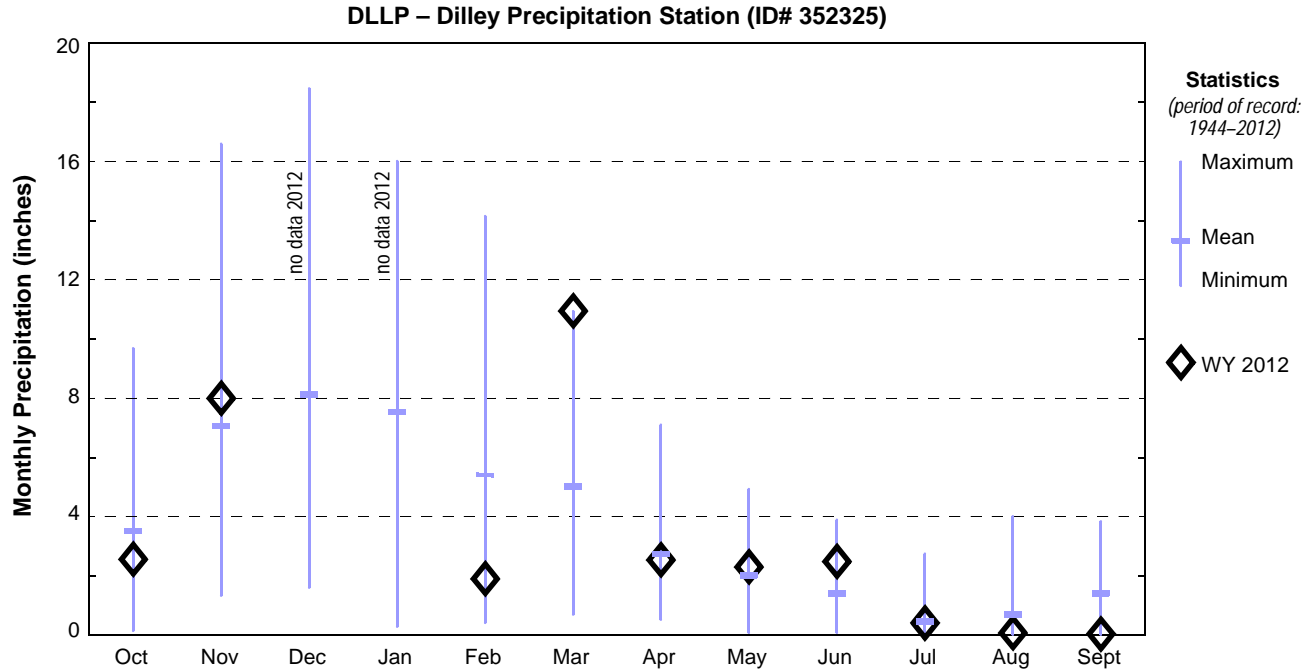 DLLP – Dilley Precipitation Station (ID# 352325)
Monthly Precipitation (inches)
20
16
12
8
4
0
no data 2012
no data 2012
Oct Nov Dec Jan Feb Mar Apr May Jun Jul Aug Sept
Statistics
(period of record:
1944–2012)
Maximum
Mean
Minimum
WY 2012